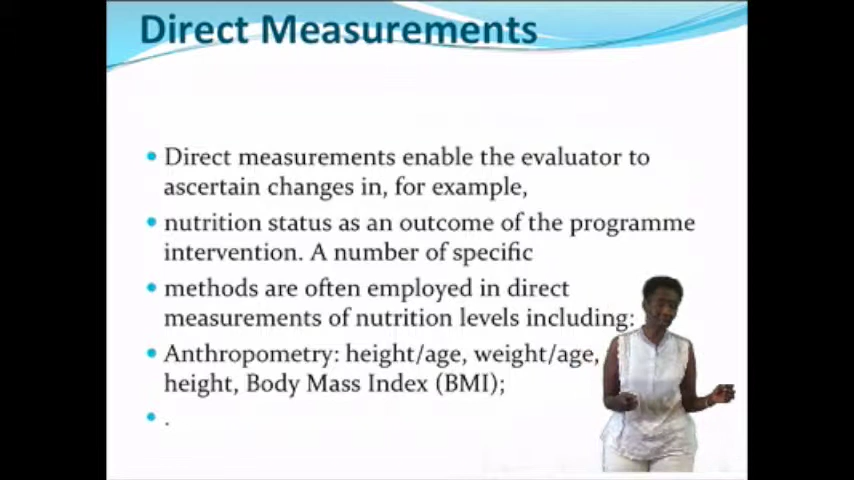 Direct Measurements
• Direct measurements enable the evaluator to
ascertain changes in, for example,
• nutrition status as an outcome of the programme
intervention. A number of specific
• methods are often employed in direct
measurements of nutrition levels including:
• Anthropometry: height/age, weight/age,
height, Body Mass Index (BMI);
• .